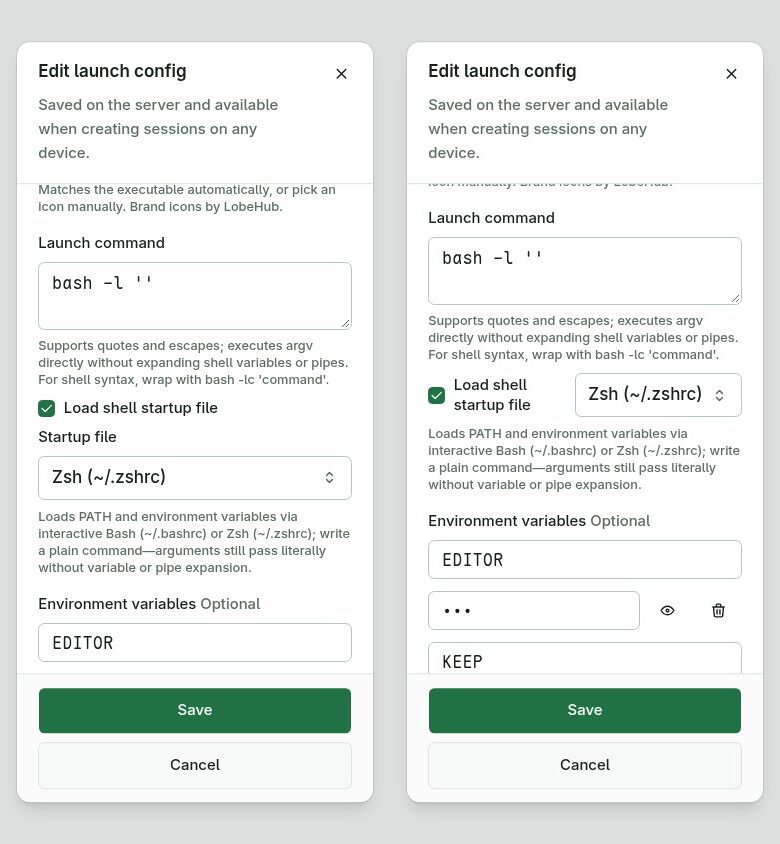 Edit launch config
Saved on the server and available
when creating sessions on any
device.
Matches the executable automatically, or pick an
icon manually. Brand icons by LobeHub.
Launch command
bash -l ''
Supports quotes and escapes; executes argv
directly without expanding shell variables or pipes.
For shell syntax, wrap with bash -lc 'command'.
Load shell startup file
Startup file
Zsh (~/.zshrc)
Loads PATH and environment variables via
interactive Bash (~/.bashrc) or Zsh (~/.zshrc); write
a plain command—arguments still pass literally
without variable or pipe expansion.
Environment variables Optional
EDITOR
Save
Cancel
Edit launch config
Saved on the server and available
when creating sessions on any
device.
icon manually. Brand icons by LobeHub.
Launch command
bash -l ''
Supports quotes and escapes; executes argv
directly without expanding shell variables or pipes.
For shell syntax, wrap with bash -lc 'command'.
Load shell
startup file
Zsh (~/.zshrc)
Loads PATH and environment variables via
interactive Bash (~/.bashrc) or Zsh (~/.zshrc); write
a plain command—arguments still pass literally
without variable or pipe expansion.
Environment variables Optional
EDITOR
•••
KEEP
Save
Cancel